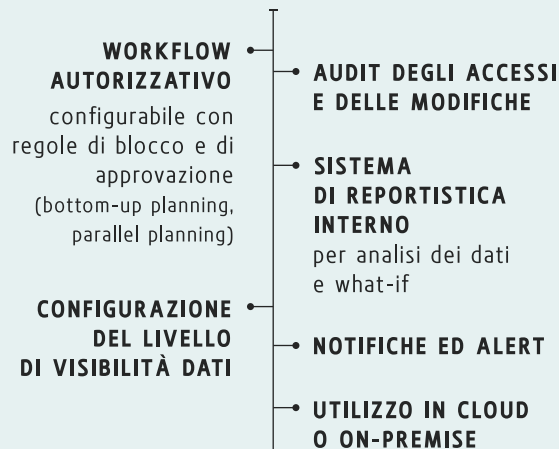 WORKFLOW
AUTORIZZATIVO
configurabile con
regole di blocco e di
approvazione
(bottom-up planning,
parallel planning)
AUDIT DEGLI ACCESSI
E DELLE MODIFICHE
SISTEMA
DI REPORTISTICA
INTERNO
per analisi dei dati
e what-if
CONFIGURAZIONE
DEL LIVELLO
DI VISIBILITÀ DATI
NOTIFICHE ED ALERT
UTILIZZO IN CLOUD
O ON-PREMISE